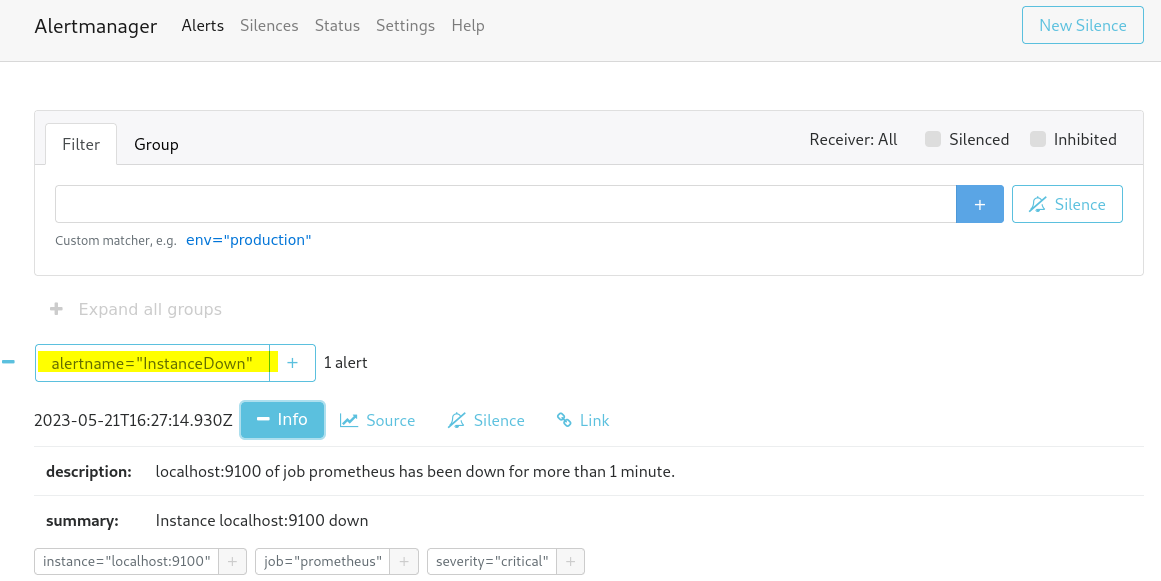 Alertmanager Alerts Silences Status Settings Help New Silence
Filter Group Receiver: All Silenced Inhibited
+ Silence
Custom matcher, e.g. env="production"
+ Expand all groups
− alertname="InstanceDown" + 1 alert
2023-05-21T16:27:14.930Z − Info Source Silence Link
description: localhost:9100 of job prometheus has been down for more than 1 minute.
summary: Instance localhost:9100 down
instance="localhost:9100" + job="prometheus" + severity="critical" +